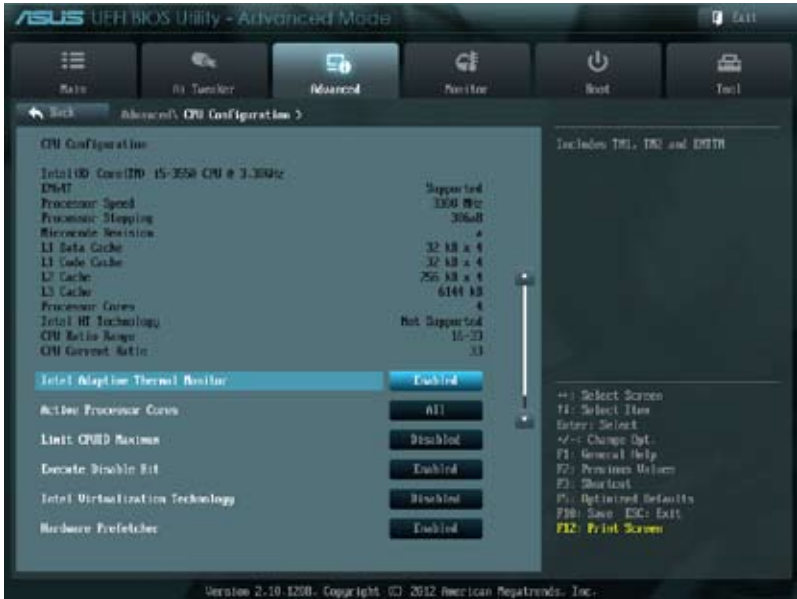 ASUS UEFI BIOS Utility - Advanced Mode
Exit
Main
Ai Tweaker
Advanced
Monitor
Boot
Tool
Back
Advanced\ CPU Configuration >
CPU Configuration
Includes TM1, TM2 and EMTTM
Intel(R) Core(TM) i5-3550 CPU @ 3.30GHz
EM64T Supported
Processor Speed 3300 MHz
Processor Stepping 306a8
Microcode Revision
L1 Data Cache 32 kB x 4
L1 Code Cache 32 kB x 4
L2 Cache 256 kB x 4
L3 Cache 6144 kB
Processor Cores 4
Intel HT Technology Not Supported
CPU Ratio Range 16-33
CPU Current Ratio 33
Intel Adaptive Thermal Monitor Enabled
Active Processor Cores All
Limit CPUID Maximum Disabled
Execute Disable Bit Enabled
Intel Virtualization Technology Disabled
Hardware Prefetcher Enabled
→←: Select Screen
↑↓: Select Item
Enter: Select
+/-: Change Opt.
F1: General Help
F2: Previous Values
F3: Shortcut
F5: Optimized Defaults
F10: Save ESC: Exit
F12: Print Screen
Version 2.10.1208. Copyright (C) 2012 American Megatrends, Inc.